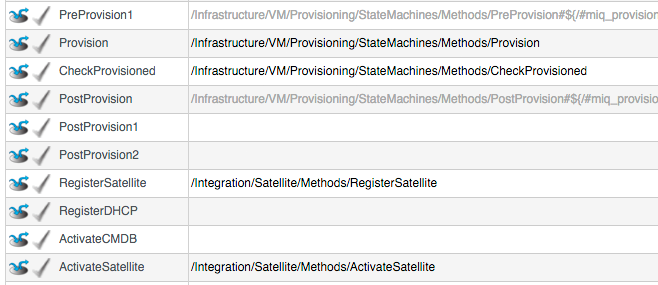 PreProvision1 /Infrastructure/VM/Provisioning/StateMachines/Methods/PreProvision#${/#miq_provision
Provision /Infrastructure/VM/Provisioning/StateMachines/Methods/Provision
CheckProvisioned /Infrastructure/VM/Provisioning/StateMachines/Methods/CheckProvisioned
PostProvision /Infrastructure/VM/Provisioning/StateMachines/Methods/PostProvision#${/#miq_provisio
PostProvision1
PostProvision2
RegisterSatellite /Integration/Satellite/Methods/RegisterSatellite
RegisterDHCP
ActivateCMDB
ActivateSatellite /Integration/Satellite/Methods/ActivateSatellite